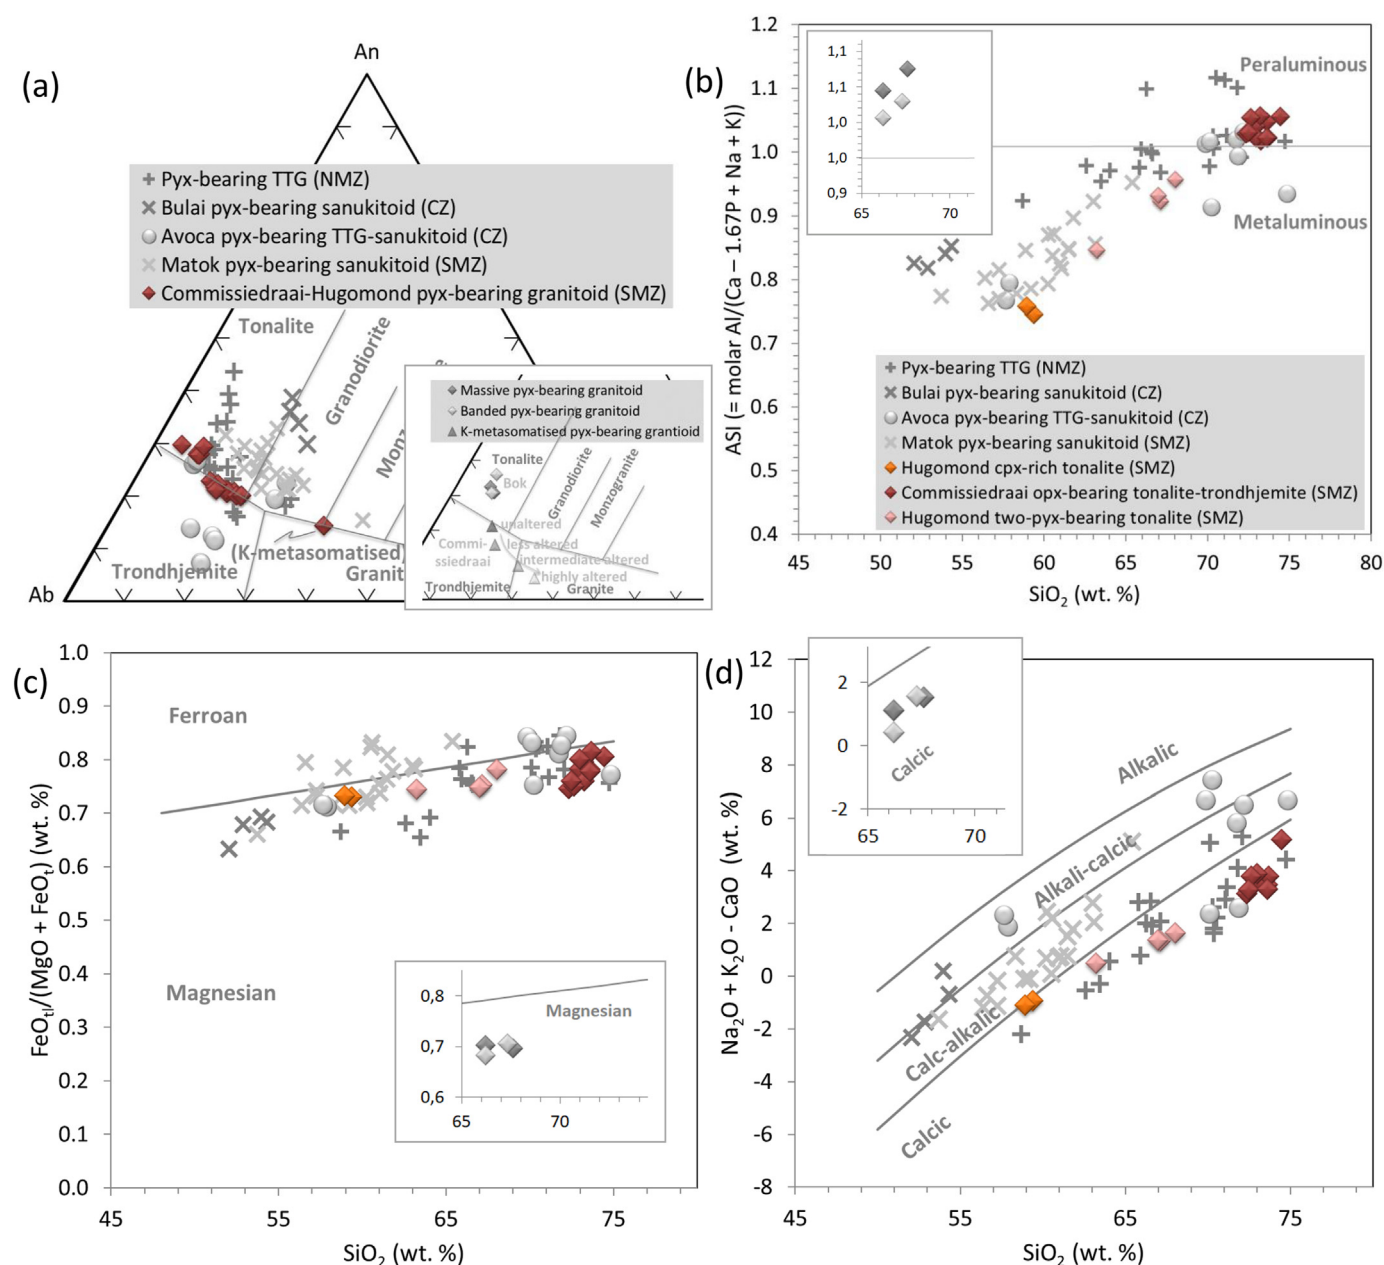 (a)
An
Pyx-bearing TTG (NMZ)
Bulai pyx-bearing sanukitoid (CZ)
Avoca pyx-bearing TTG-sanukitoid (CZ)
Matok pyx-bearing sanukitoid (SMZ)
Commissiedraai-Hugomond pyx-bearing granitoid (SMZ)
Tonalite
Granodiorite
Monz
(K-metasomatised)
Trondhjemite
Granit
Ab
Massive pyx-bearing granitoid
Banded pyx-bearing granitoid
K-metasomatised pyx-bearing grantioid
Tonalite
Bok
Granodiorite
Monzogranite
unaltered
Commi-
ssiedraai
less altered
intermediate altered
highly altered
Trondhjemite
Granite
(b)
1.2
1.1
1.0
0.9
0.8
0.7
0.6
0.5
0.4
ASI (= molar Al/(Ca – 1.67P + Na + K))
1,1
1,1
1,0
1,0
0,9
65
70
Peraluminous
Metaluminous
Pyx-bearing TTG (NMZ)
Bulai pyx-bearing sanukitoid (CZ)
Avoca pyx-bearing TTG-sanukitoid (CZ)
Matok pyx-bearing sanukitoid (SMZ)
Hugomond cpx-rich tonalite (SMZ)
Commissiedraai opx-bearing tonalite-trondhjemite (SMZ)
Hugomond two-pyx-bearing tonalite (SMZ)
45 50 55 60 65 70 75 80
SiO2 (wt. %)
(c)
1.0
0.9
0.8
0.7
0.6
0.5
0.4
0.3
0.2
0.1
0.0
FeOtl/(MgO + FeOt) (wt. %)
Ferroan
Magnesian
0,8
0,7
0,6
65
70
Magnesian
45 55 65 75
SiO2 (wt. %)
(d)
12
10
8
6
4
2
0
-2
-4
-6
-8
Na2O + K2O - CaO (wt. %)
2
0
-2
65
70
Calcic
Alkalic
Alkali-calcic
Calc-alkalic
Calcic
45 55 65 75
SiO2 (wt. %)